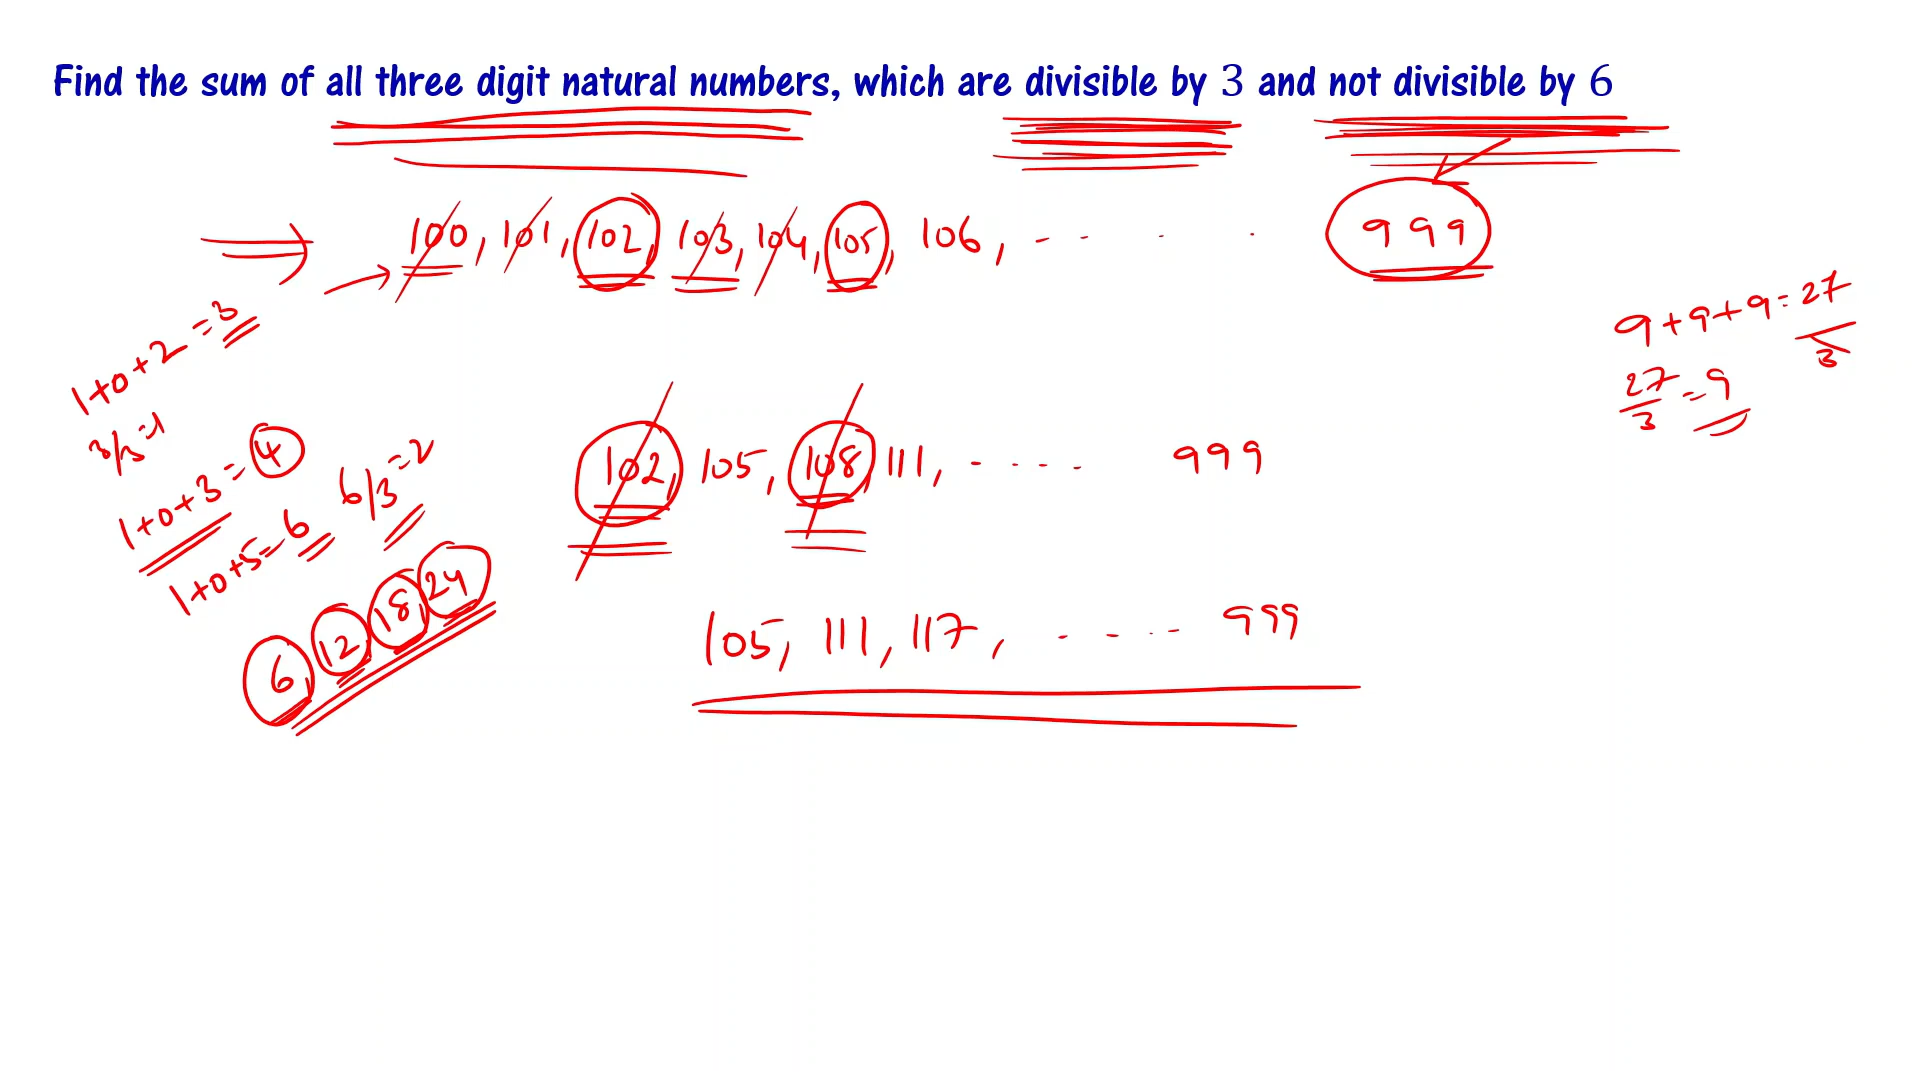 Find the sum of all three digit natural numbers, which are divisible by 3 and not divisible by 6
100, 101, 102, 103, 104, 105, 106, - - . . 999
1+0+2 = 3
3/3=1
1+0+3 = 4
1+0+5= 6
6/3=2
6, 12, 18, 24
9+9+9=27/3
27/3 = 9
102, 105, 108, 111, - - - - - 999
105, 111, 117, - - - - - 999